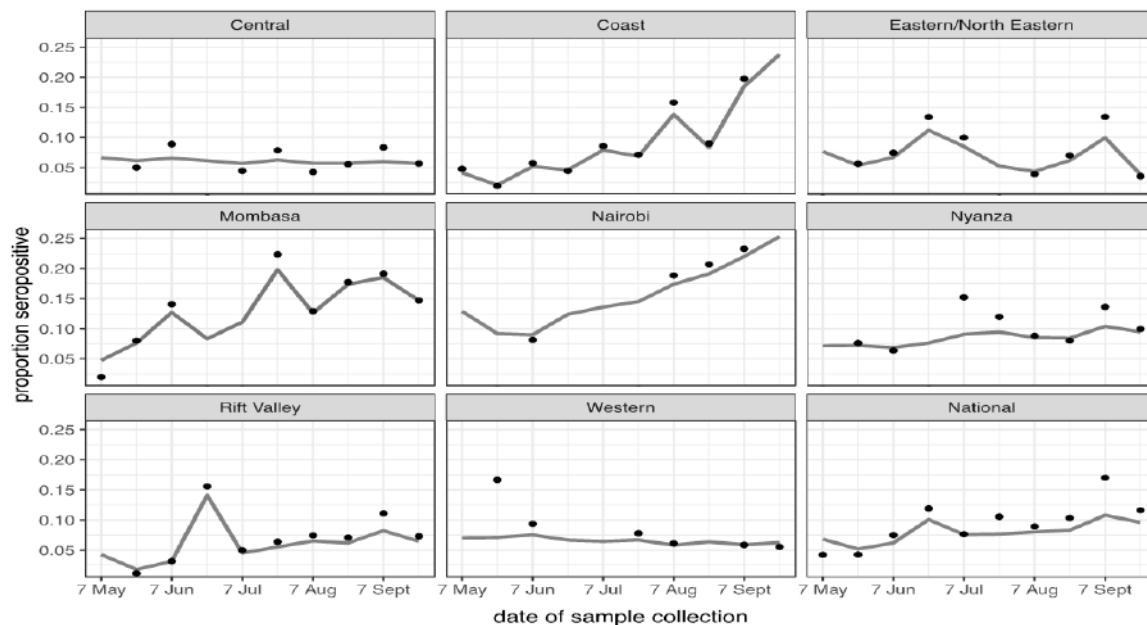 Central Coast Eastern/North Eastern
0.25
0.20
0.15
0.10
0.05
Mombasa Nairobi Nyanza
0.25
0.20
0.15
0.10
0.05
Rift Valley Western National
0.25
0.20
0.15
0.10
0.05
7 May 7 Jun 7 Jul 7 Aug 7 Sept 7 May 7 Jun 7 Jul 7 Aug 7 Sept 7 May 7 Jun 7 Jul 7 Aug 7 Sept
date of sample collection
proportion seropositive